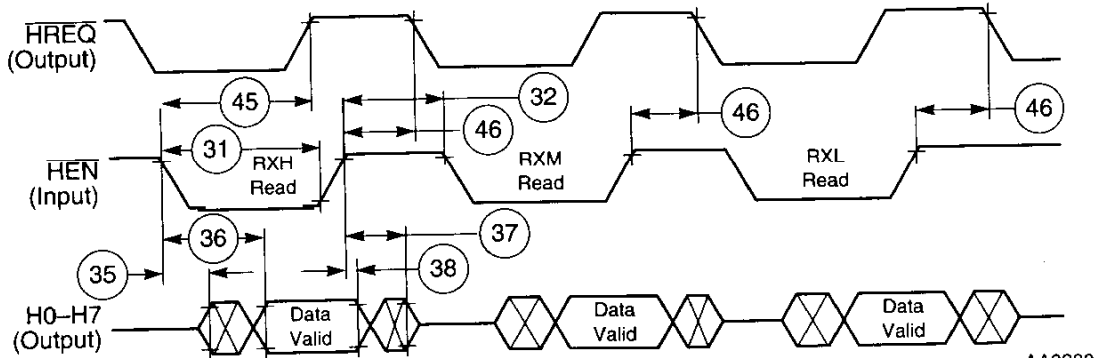 HREQ
(Output)
45
32
46
46
46
31
HEN
(Input)
RXH
Read
RXM
Read
RXL
Read
36
37
35
38
H0–H7
(Output)
Data
Valid
Data
Valid
Data
Valid